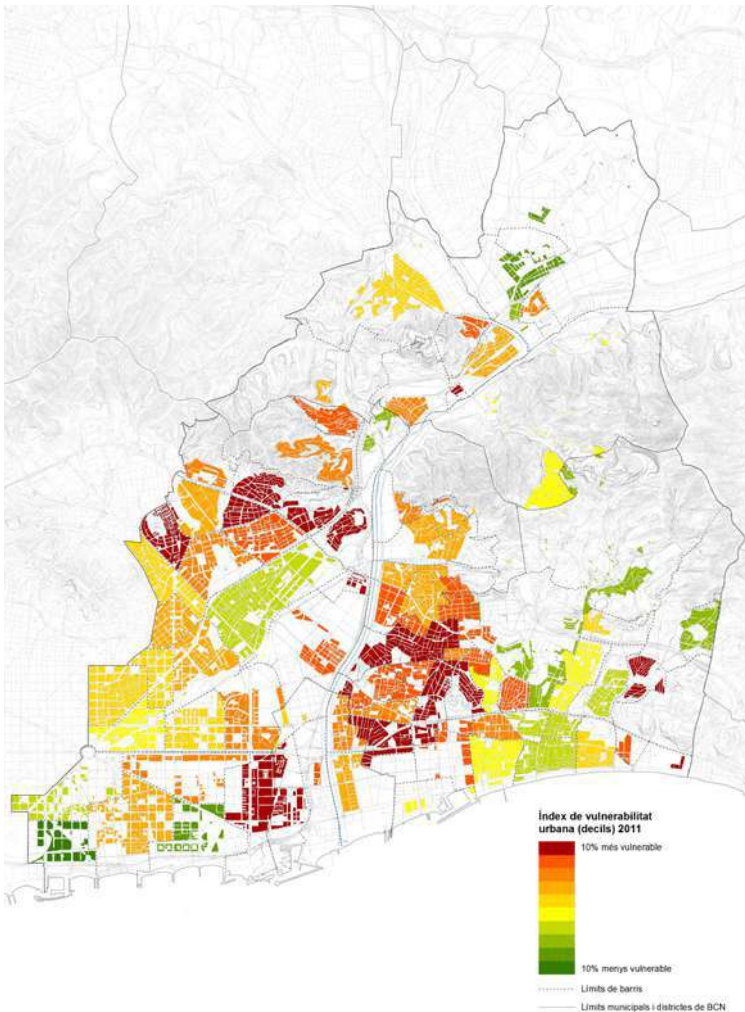 Índex de vulnerabilitat
urbana (decils) 2011
10% més vulnerable
10% menys vulnerable
Límits de barris
Límits municipals i districtes de BCN